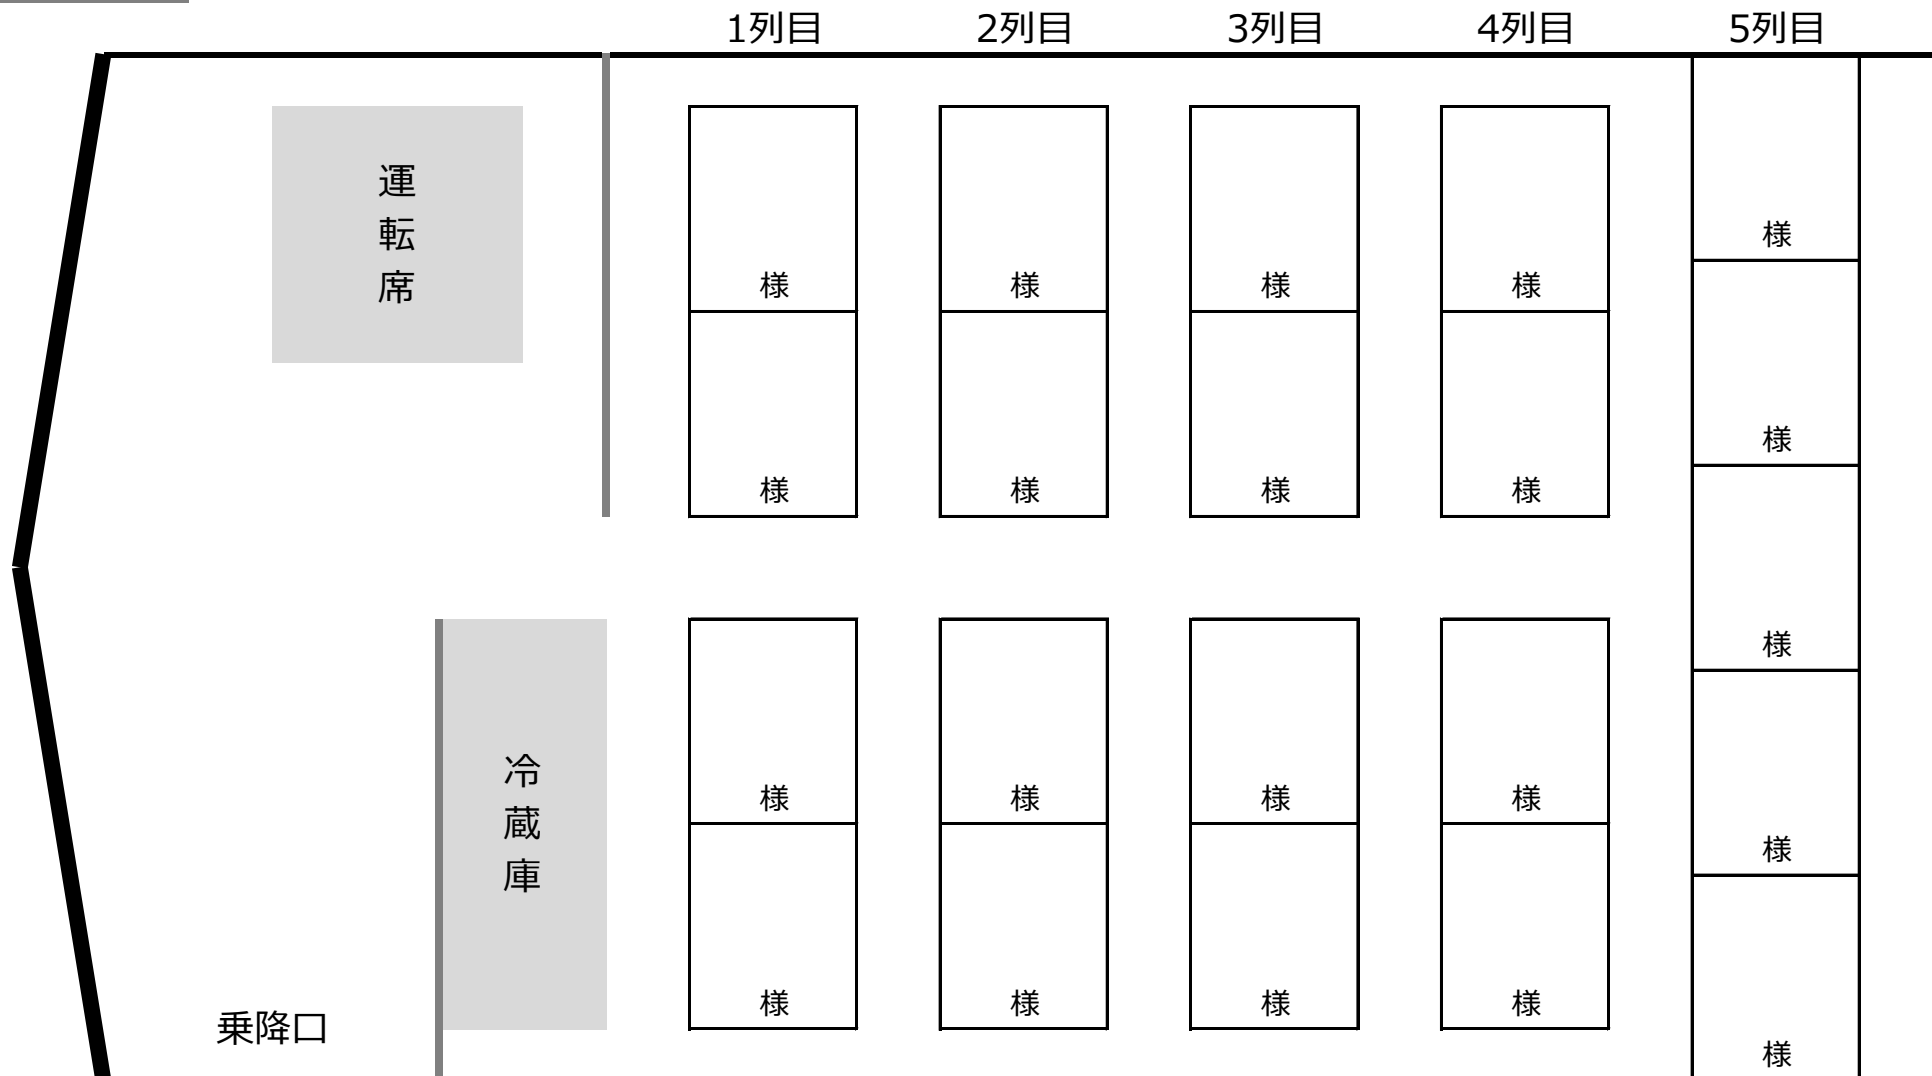 1列目 2列目 3列目 4列目 5列目
運転席
様
様 様 様 様
様
様 様 様 様
様
冷蔵庫
様 様 様 様
様
様 様 様 様
乗降口
様